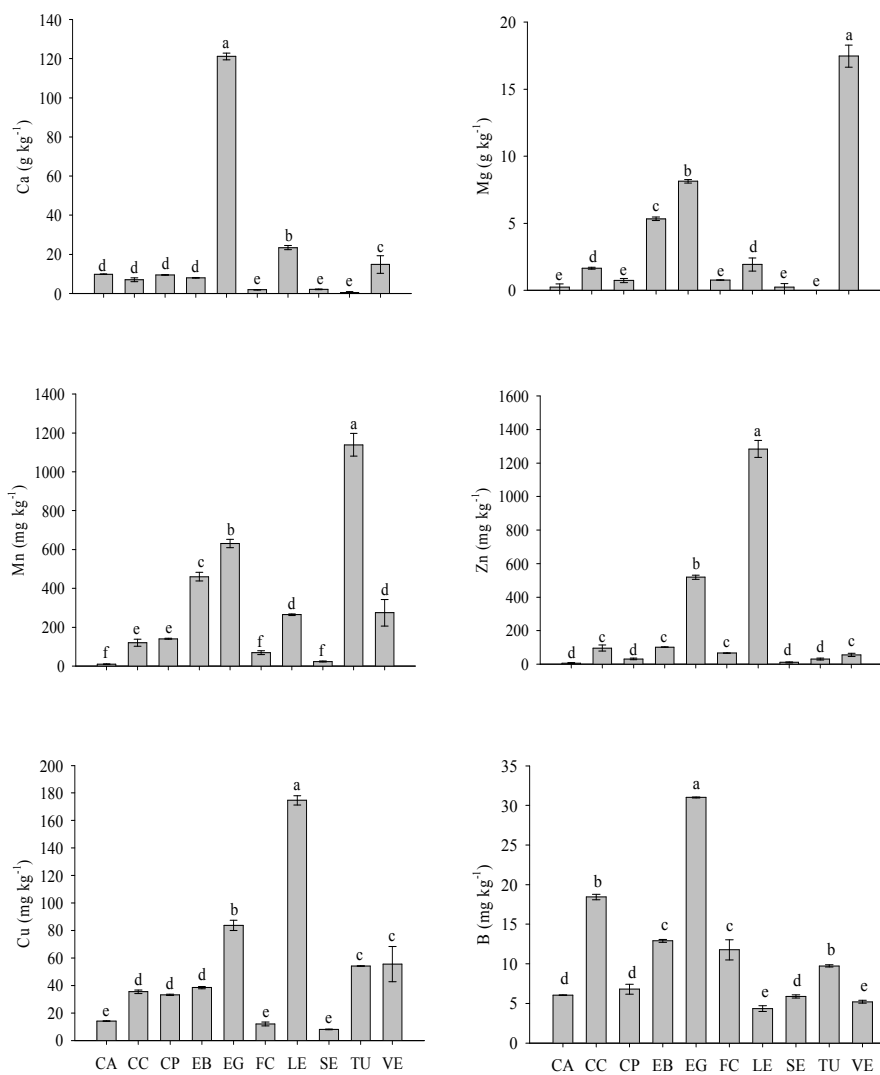 Ca (g kg⁻¹)
140
120
100
80
60
40
20
0
a
b
c
d d d d
e
e e
Mg (g kg⁻¹)
20
15
10
5
0
a
b
c
d
d
e
e
e
e
e
Mn (mg kg⁻¹)
1400
1200
1000
800
600
400
200
0
a
b
c
d
d
e e
f
f
f
Zn (mg kg⁻¹)
1600
1400
1200
1000
800
600
400
200
0
a
b
c
c
c
c
d
d
d d
Cu (mg kg⁻¹)
200
180
160
140
120
100
80
60
40
20
0
a
b
c c
d d d
e
e
e
CA CC CP EB EG FC LE SE TU VE
B (mg kg⁻¹)
35
30
25
20
15
10
5
0
a
b
c
c
b
d
d
d
e
e
CA CC CP EB EG FC LE SE TU VE